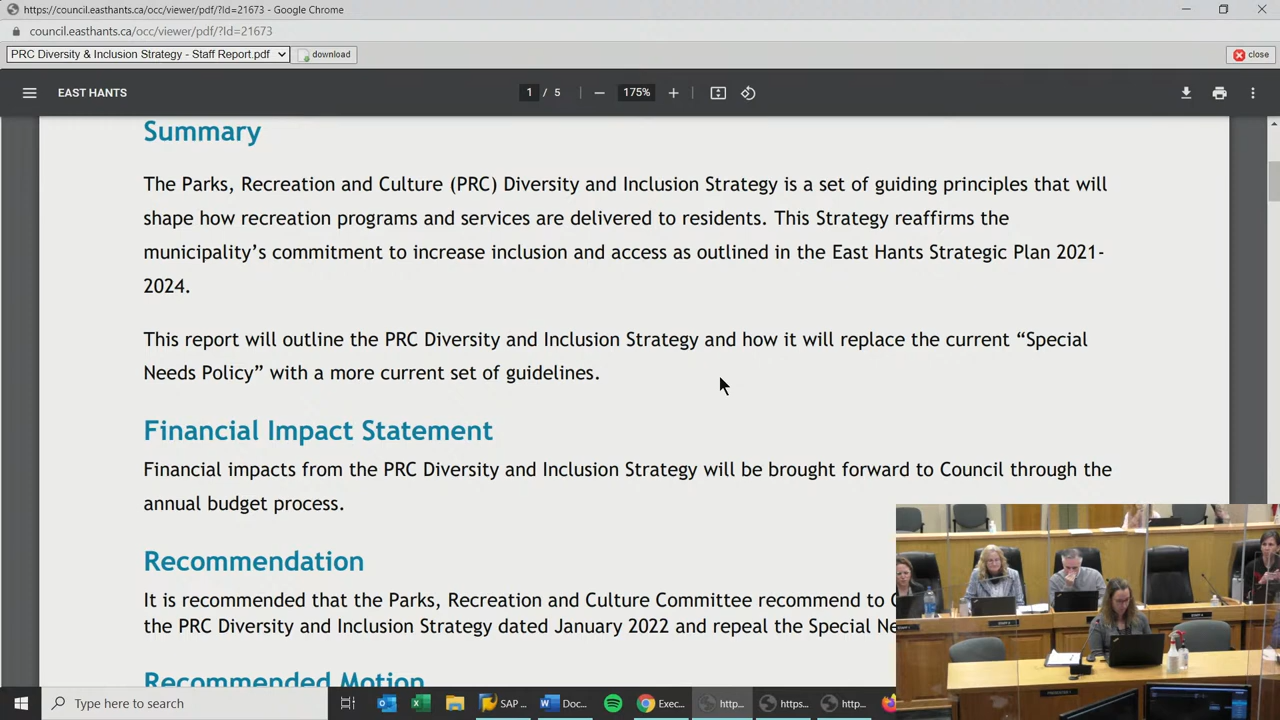 https://council.easthants.ca/occ/viewer/pdf/?Id=21673 - Google Chrome
council.easthants.ca/occ/viewer/pdf/?Id=21673
PRC Diversity & Inclusion Strategy - Staff Report.pdf download close
EAST HANTS 1 / 5 175%
Summary
The Parks, Recreation and Culture (PRC) Diversity and Inclusion Strategy is a set of guiding principles that will
shape how recreation programs and services are delivered to residents. This Strategy reaffirms the
municipality’s commitment to increase inclusion and access as outlined in the East Hants Strategic Plan 2021-
2024.
This report will outline the PRC Diversity and Inclusion Strategy and how it will replace the current “Special
Needs Policy” with a more current set of guidelines.
Financial Impact Statement
Financial impacts from the PRC Diversity and Inclusion Strategy will be brought forward to Council through the
annual budget process.
Recommendation
It is recommended that the Parks, Recreation and Culture Committee recommend to
the PRC Diversity and Inclusion Strategy dated January 2022 and repeal the Special
Recommended Motion
Type here to search SAP ... Doc... Exec... http... https... http...